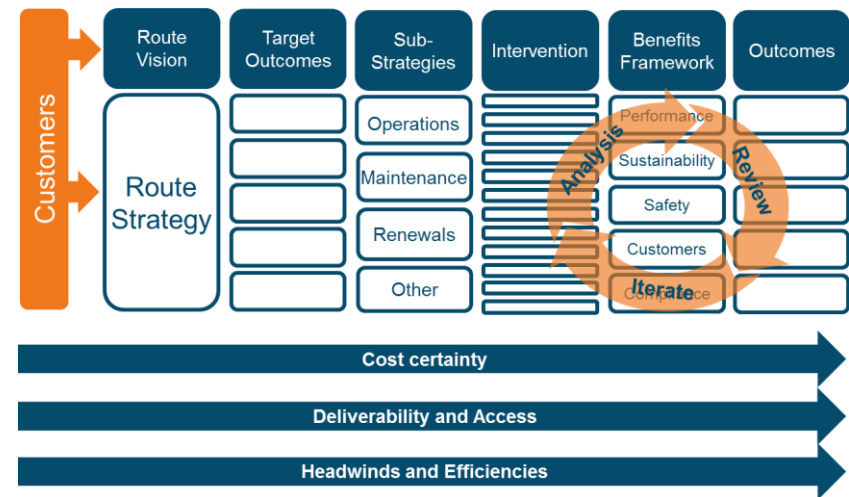 Customers
Route
Vision
Target
Outcomes
Sub-
Strategies
Intervention
Benefits
Framework
Outcomes
Route
Strategy
Operations
Maintenance
Renewals
Other
Performance
Sustainability
Safety
Customers
Compliance
Analysis
Review
Iterate
Cost certainty
Deliverability and Access
Headwinds and Efficiencies